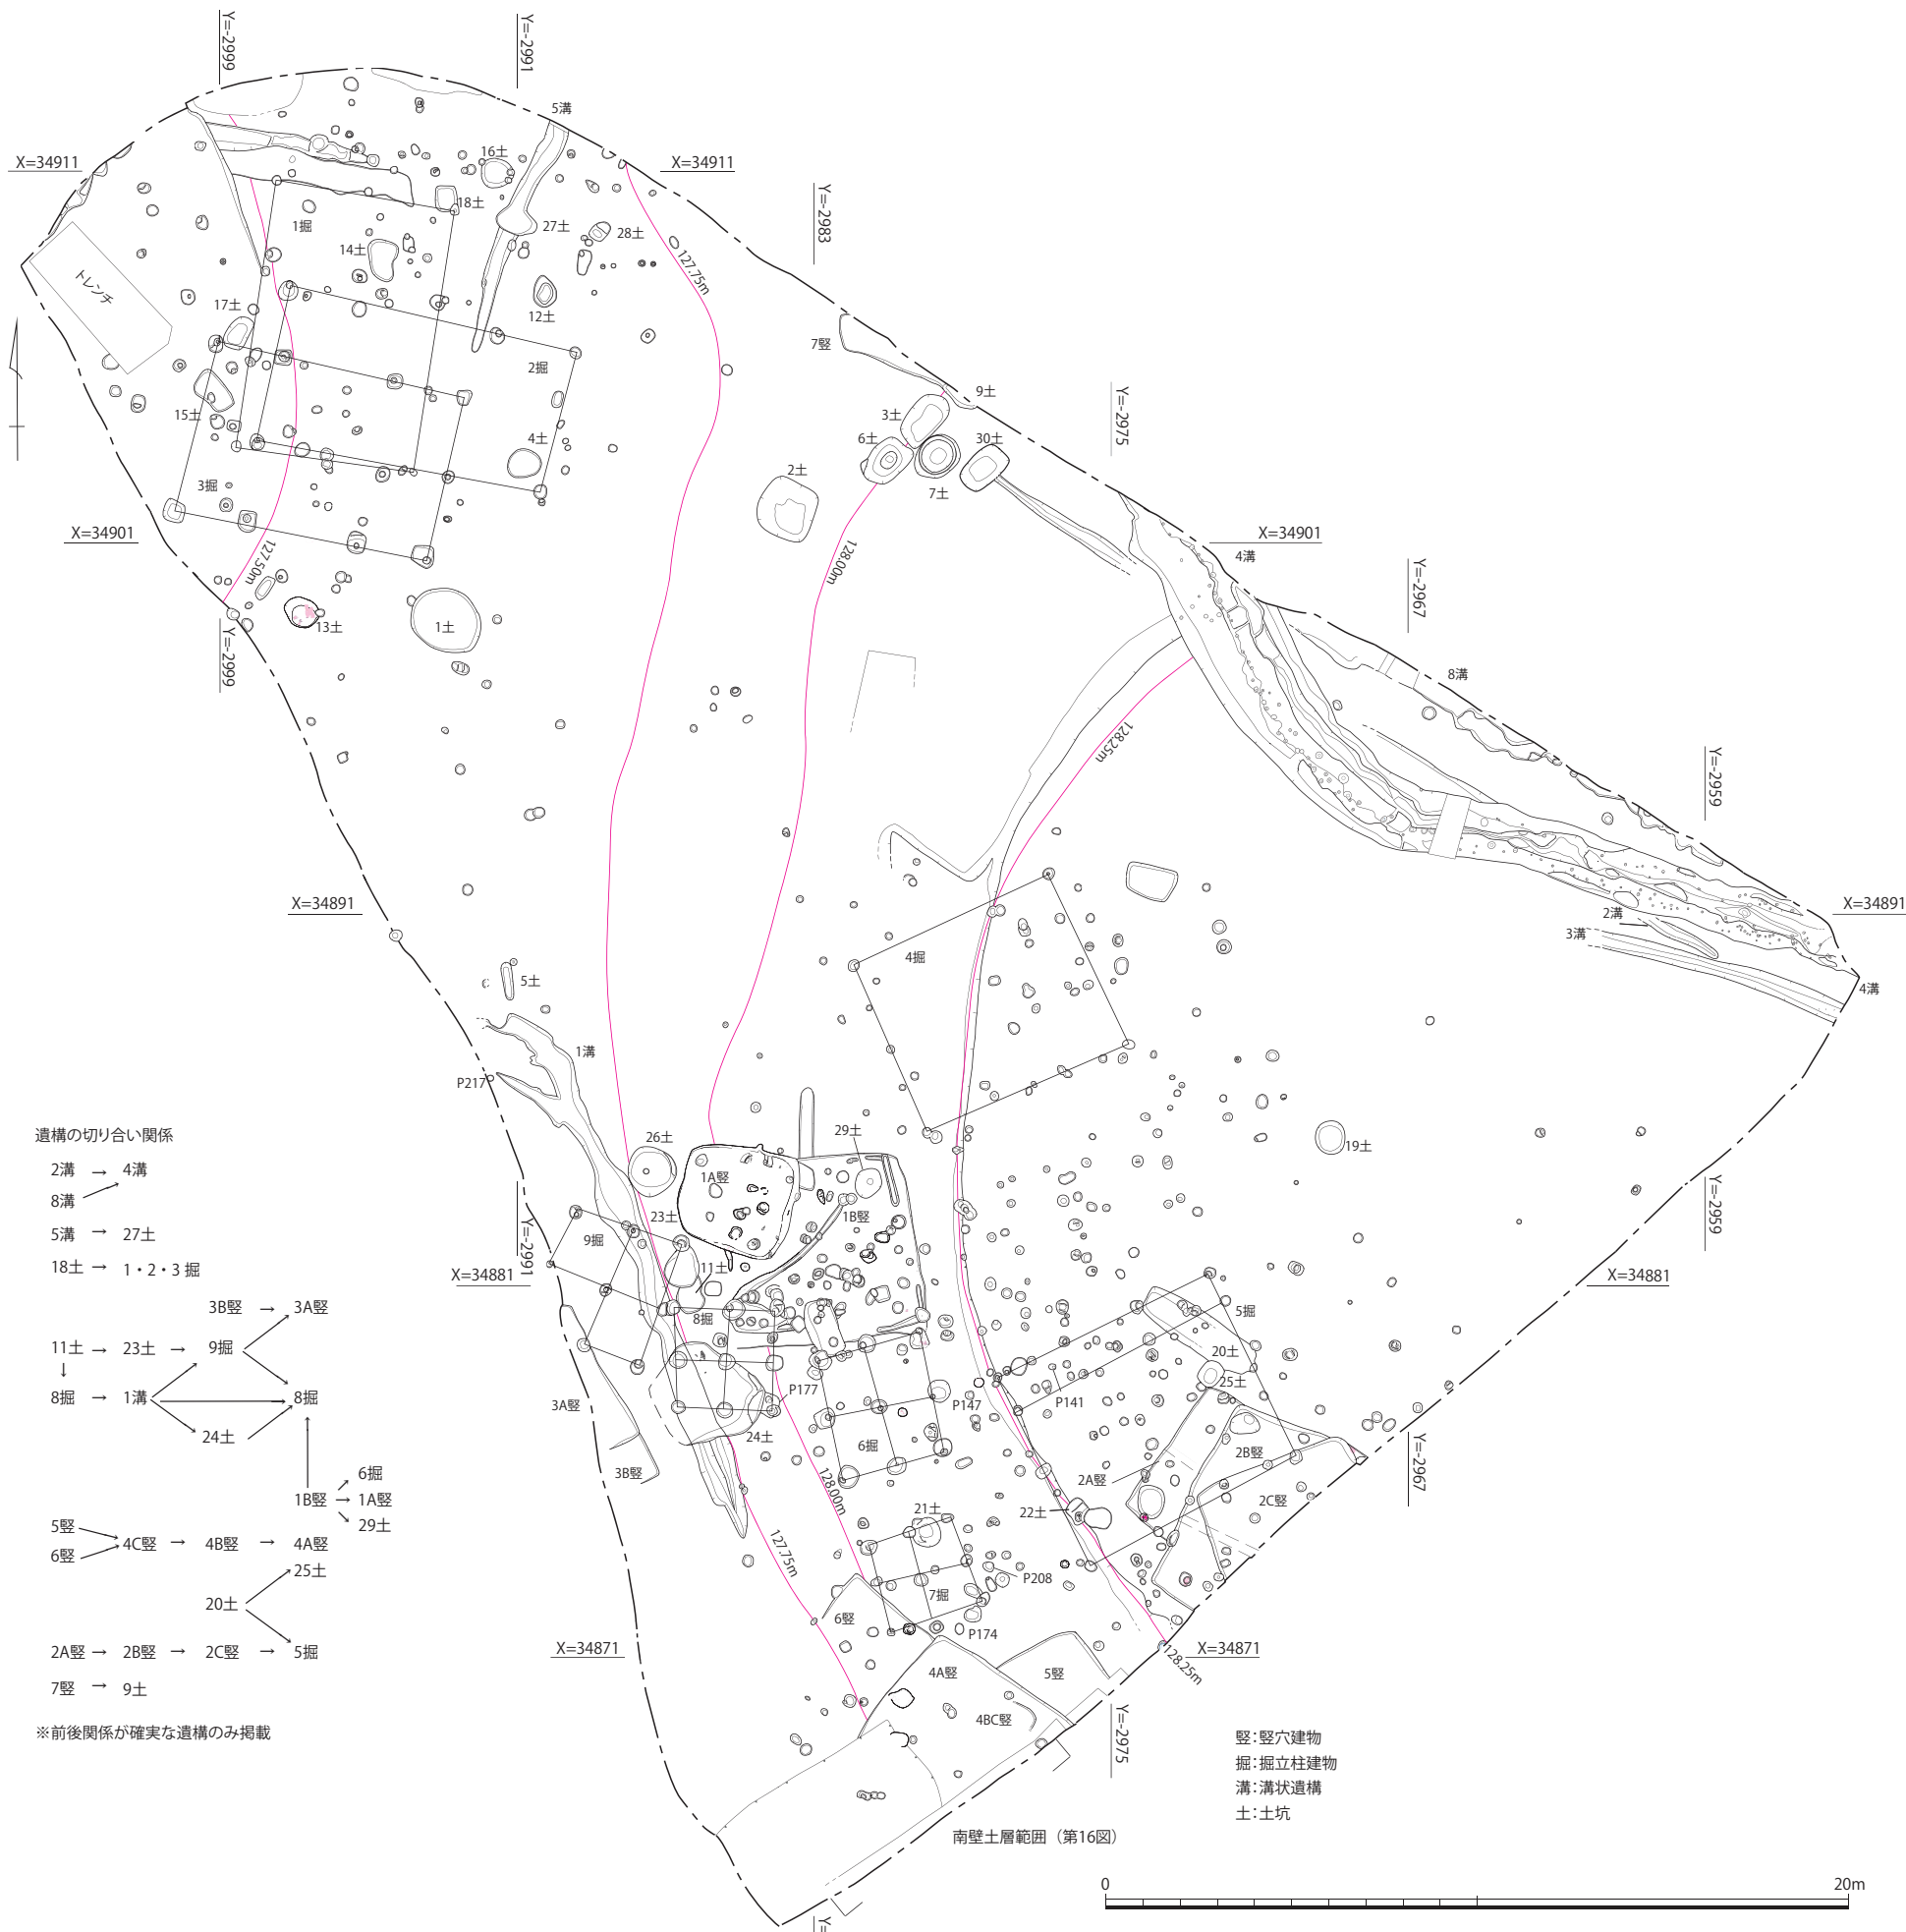 Y=-2999
Y=-2991
5溝
X=34911
16土
X=34911
Y=-2983
18土
1掘
27土
28土
14土
127.75m
トレンチ
17土
12土
7竪
2掘
9土
Y=-2975
15土
3土
6土
30土
4土
2土
7土
3掘
X=34901
X=34901
4溝
127.50m
128.00m
Y=-2967
13土
1土
Y=-2999
8溝
128.25m
Y=-2959
X=34891
X=34891
2溝
3溝
4掘
5土
4溝
1溝
P217
遺構の切り合い関係
2溝 → 4溝
8溝
5溝 → 27土
18土 → 1・2・3 掘
3B竪 → 3A竪
11土 → 23土 → 9掘
↓
8掘 → 1溝 → 8掘
24土
6掘
1B竪 → 1A竪
29土
5竪
4C竪 → 4B竪 → 4A竪
6竪
25土
20土
2A竪 → 2B竪 → 2C竪 → 5掘
7竪 → 9土
※前後関係が確実な遺構のみ掲載
26土
29土
1A竪
19土
Y=-2991
23土
1B竪
Y=-2959
9掘
X=34881
11土
X=34881
8掘
5掘
20土
25土
3A竪
P177
P147
P141
24土
6掘
2B竪
3B竪
2A竪
Y=-2967
2C竪
128.00m
21土
22土
127.75m
P208
7掘
6竪
P174
X=34871
X=34871
128.25m
4A竪
5竪
4BC竪
Y=-2975
竪：竪穴建物
掘：掘立柱建物
溝：溝状遺構
土：土坑
南壁土層範囲（第16図）
0
20m
Y=